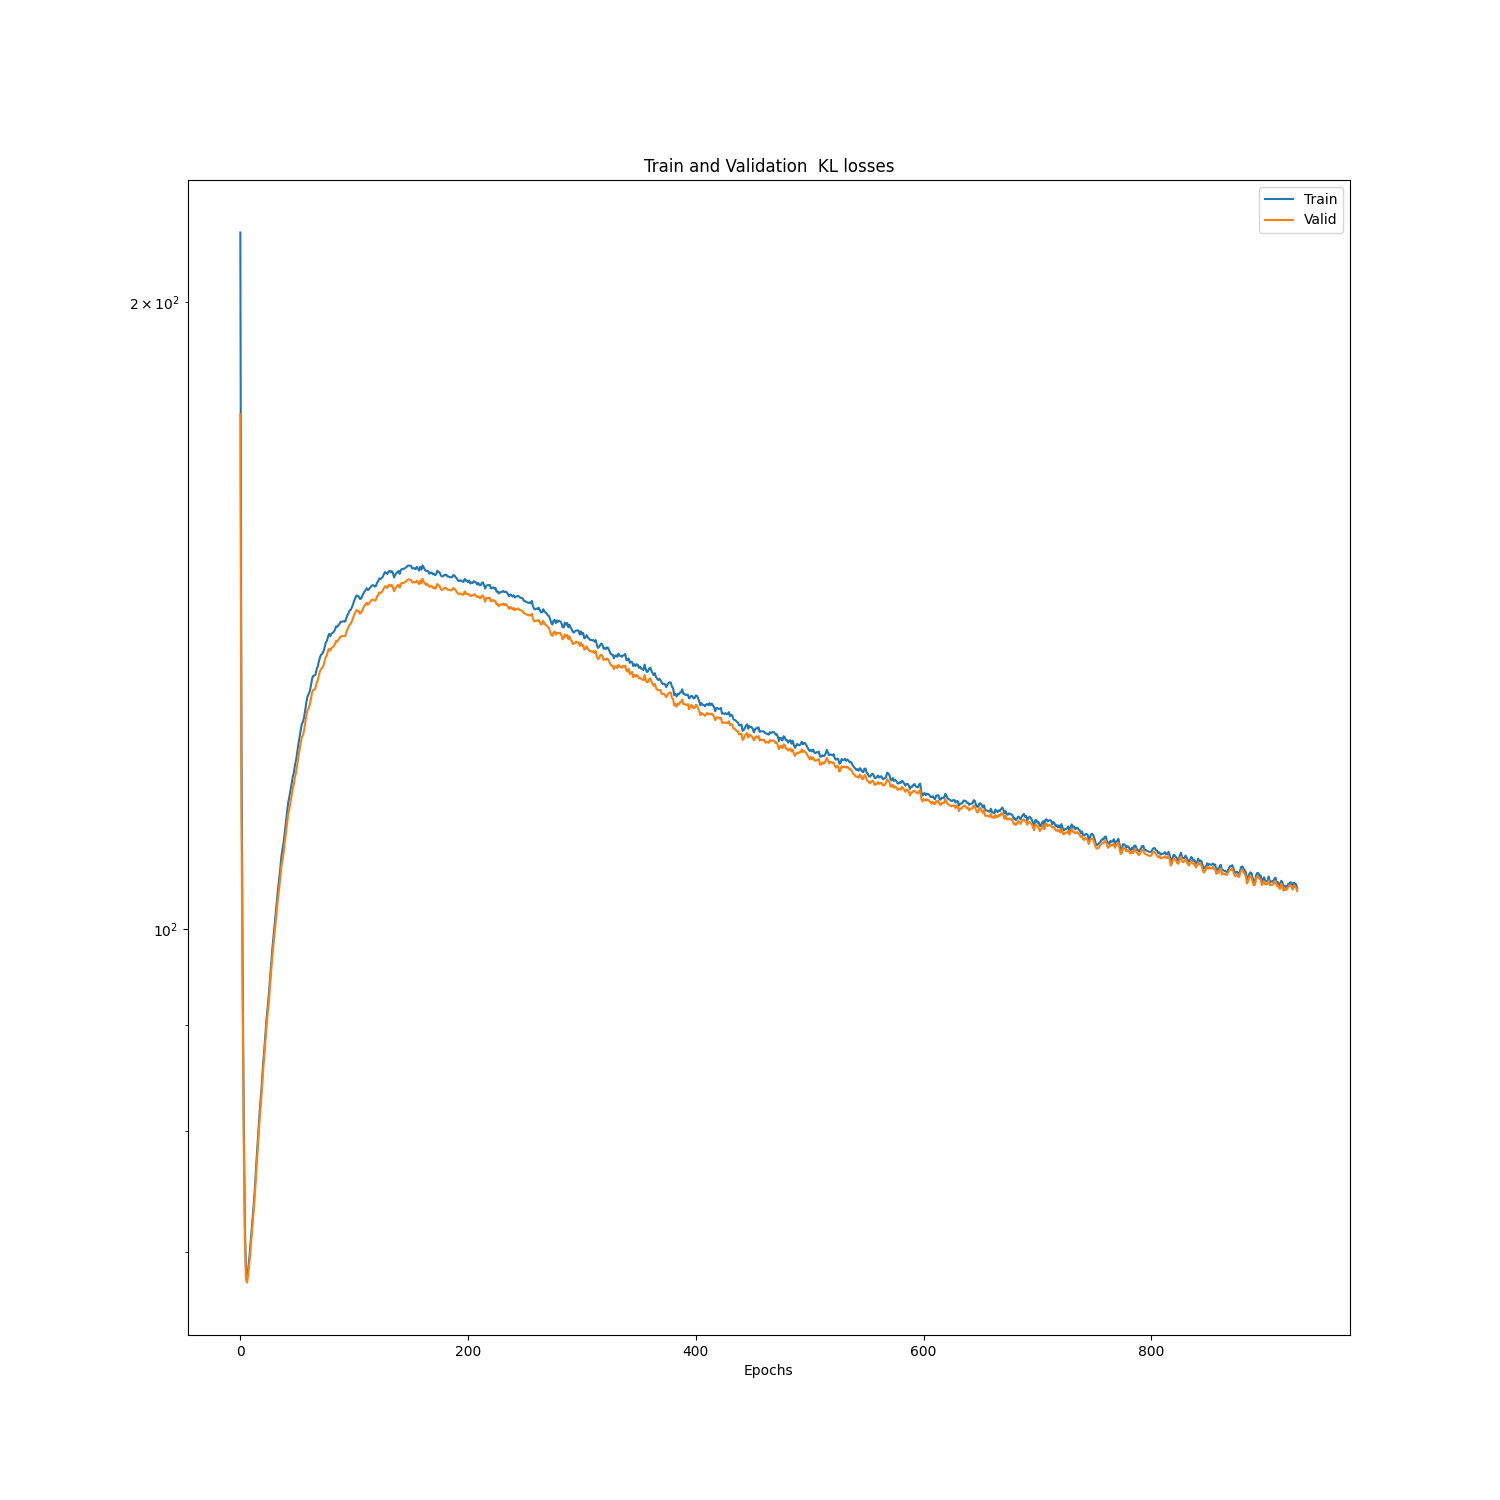 Train and Validation  KL losses
Train
Valid
2 × 10²
10²
0 200 400 600 800
Epochs